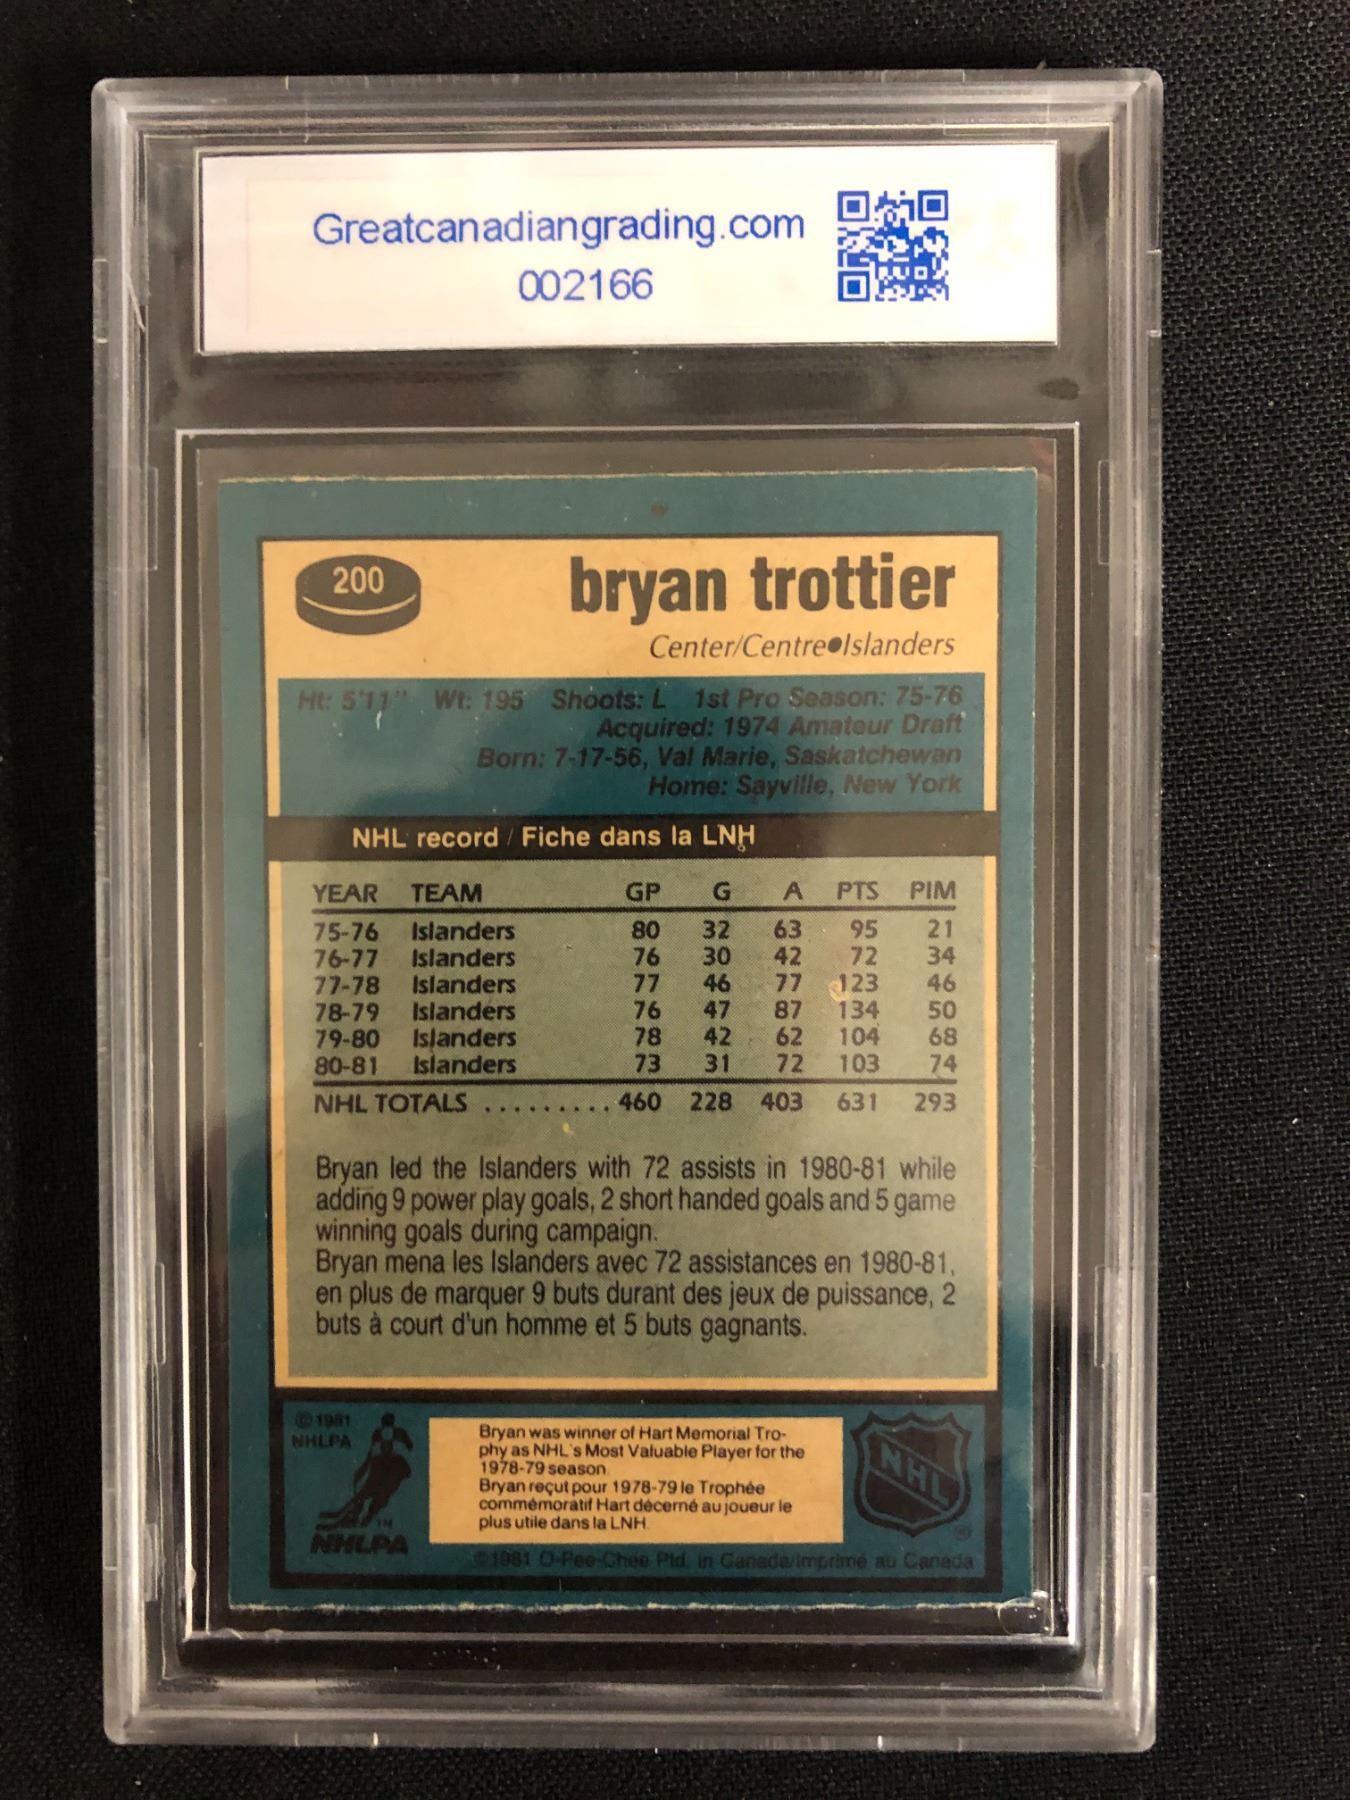 Greatcanadiangrading.com
002166
200
bryan trottier
Center/Centre●Islanders
Ht: 5'11" Wt: 195 Shoots: L 1st Pro Season: 75-76
Acquired: 1974 Amateur Draft
Born: 7-17-56, Val Marie, Saskatchewan
Home: Sayville, New York
NHL record / Fiche dans la LNH
YEAR TEAM GP G A PTS PIM
75-76 Islanders 80 32 63 95 21
76-77 Islanders 76 30 42 72 34
77-78 Islanders 77 46 77 123 46
78-79 Islanders 76 47 87 134 50
79-80 Islanders 78 42 62 104 68
80-81 Islanders 73 31 72 103 74
NHL TOTALS .......... 460 228 403 631 293
Bryan led the Islanders with 72 assists in 1980-81 while
adding 9 power play goals, 2 short handed goals and 5 game
winning goals during campaign.
Bryan mena les Islanders avec 72 assistances en 1980-81,
en plus de marquer 9 buts durant des jeux de puissance, 2
buts à court d'un homme et 5 buts gagnants.
© 1981
NHLPA
TM
NHLPA
Bryan was winner of Hart Memorial Tro-
phy as NHL's Most Valuable Player for the
1978-79 season.
Bryan reçut pour 1978-79 le Trophée
commémoratif Hart décerné au joueur le
plus utile dans la LNH.
NHL
®
© 1981 O-Pee-Chee Ptd. in Canada/Imprimé au Canada